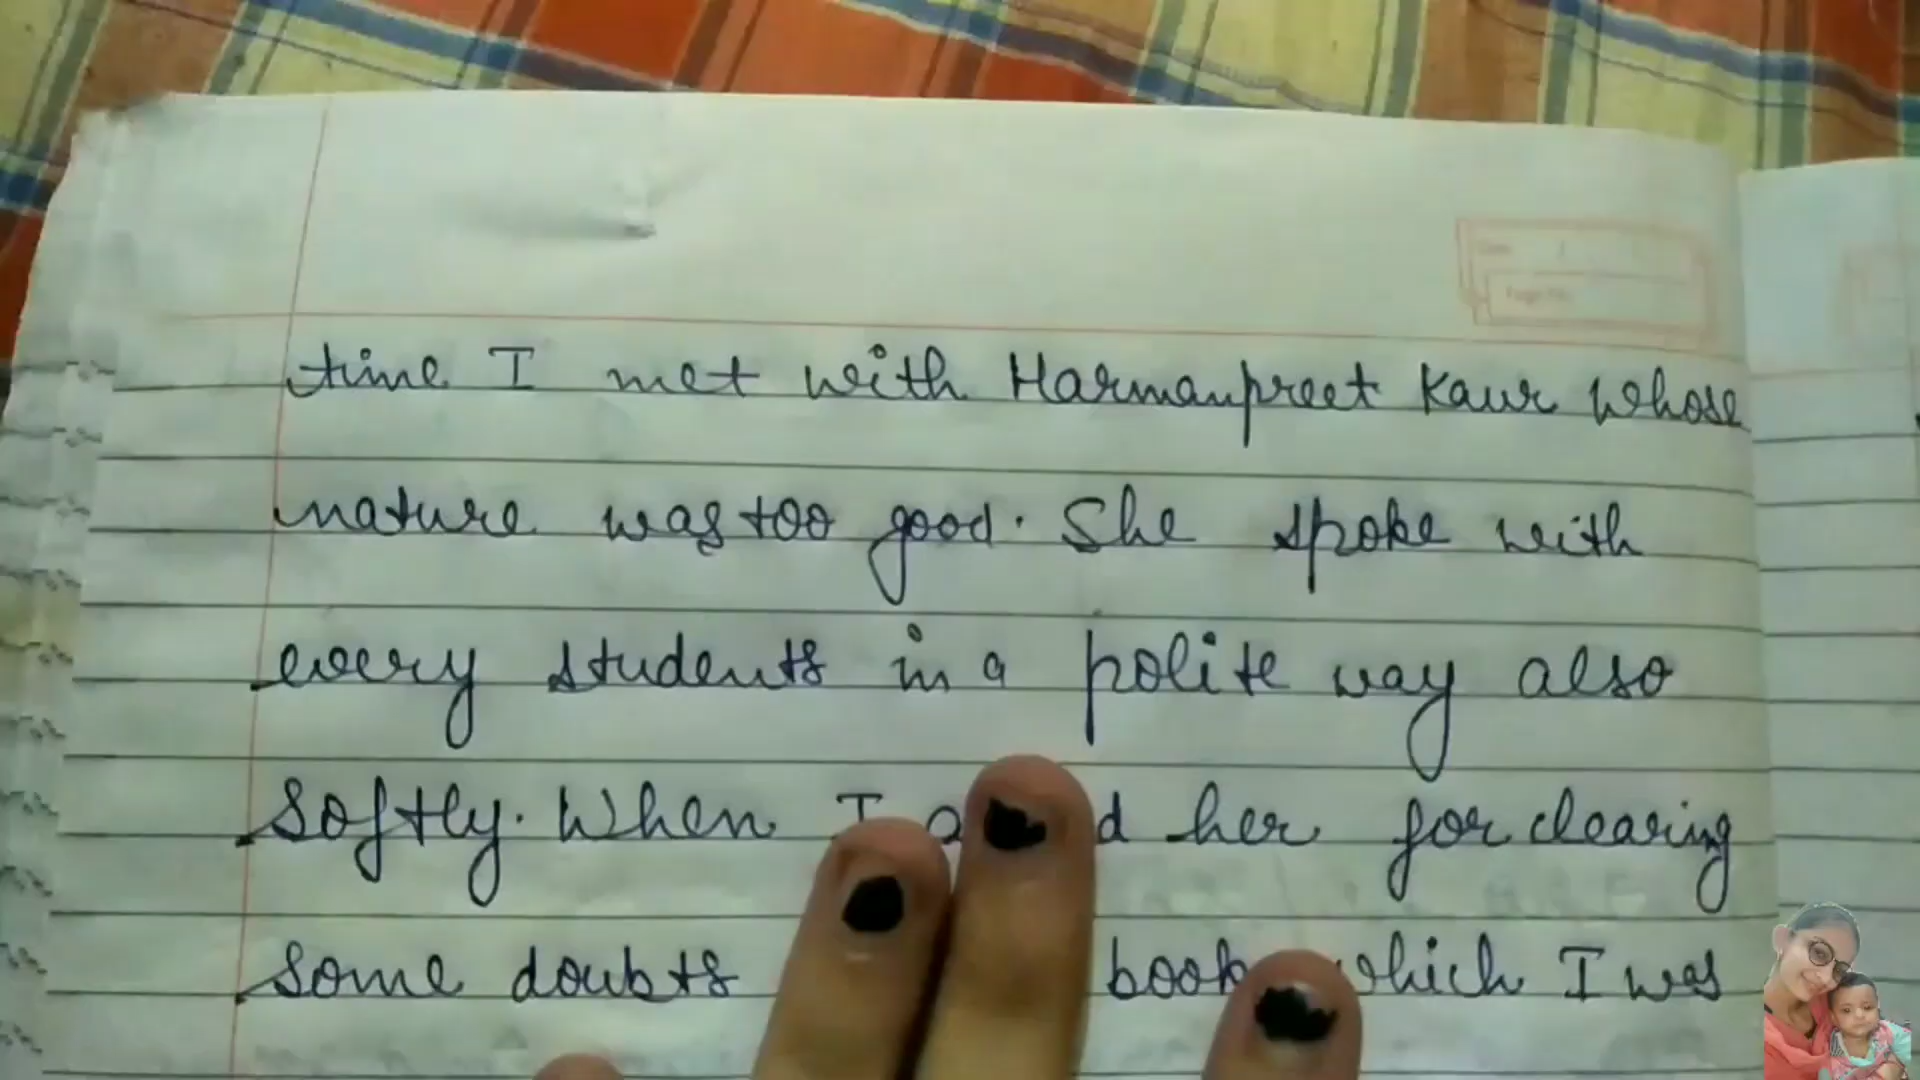 time I met with Harmanpreet Kaur whose
nature was too good. She spoke with
every students in a polite way also
softly. When I her for clearing
some doubts book which I was